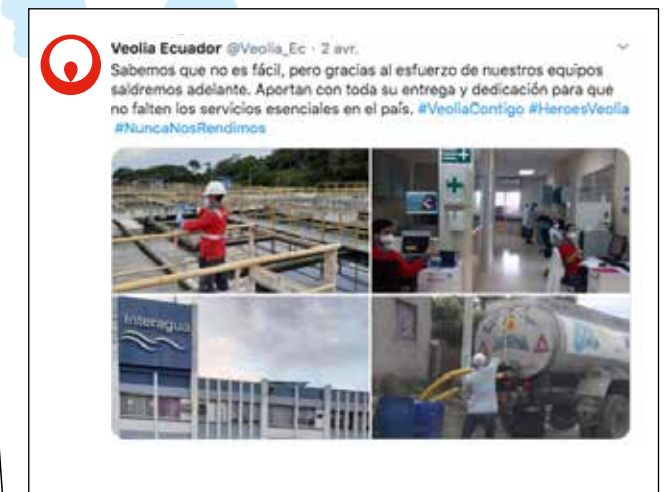 Veolia Ecuador @Veolia_Ec · 2 avr.
Sabemos que no es fácil, pero gracias al esfuerzo de nuestros equipos
saldremos adelante. Aportan con toda su entrega y dedicación para que
no falten los servicios esenciales en el país. #VeoliaContigo #HeroesVeolia
#NuncaNosRendimos
Interagua